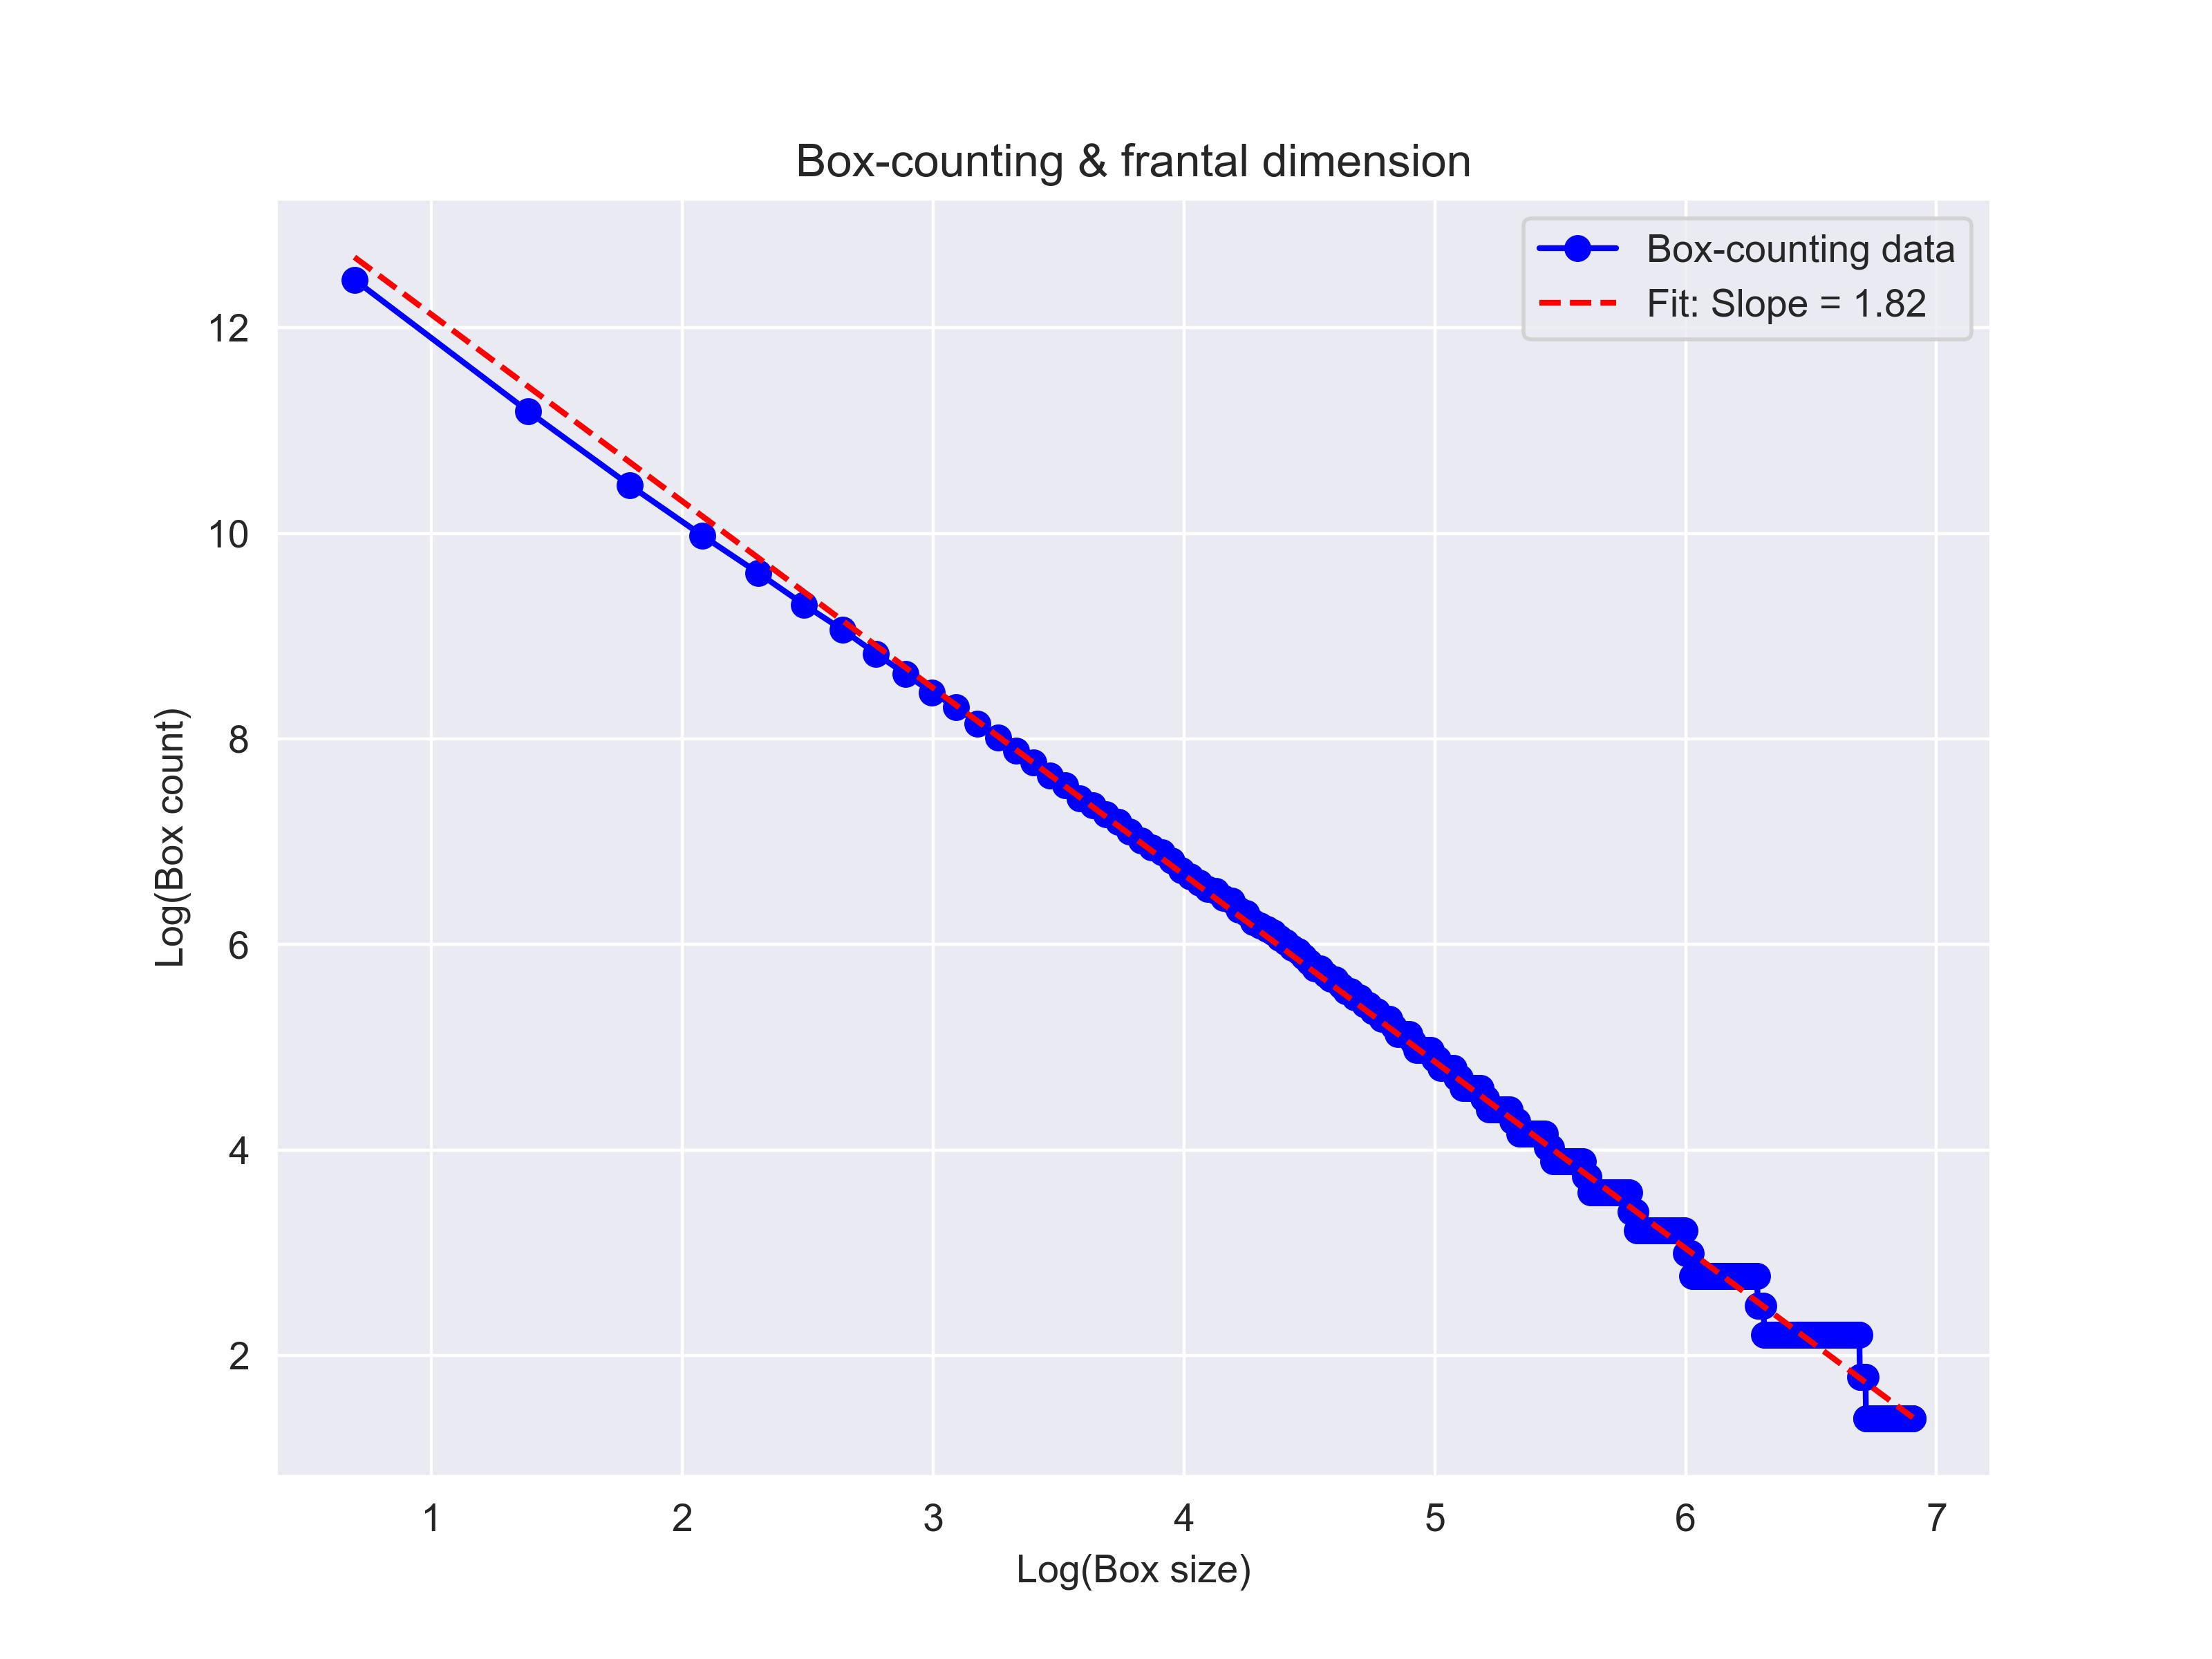 Box-counting & frantal dimension
Box-counting data
Fit: Slope = 1.82
12
10
8
6
4
2
Log(Box count)
1 2 3 4 5 6 7
Log(Box size)